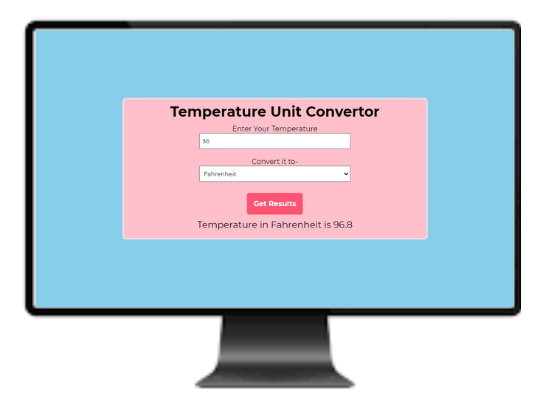 Temperature Unit Convertor
Enter Your Temperature
36
Convert it to-
Fahrenheit
Get Results
Temperature in Fahrenheit is 96.8